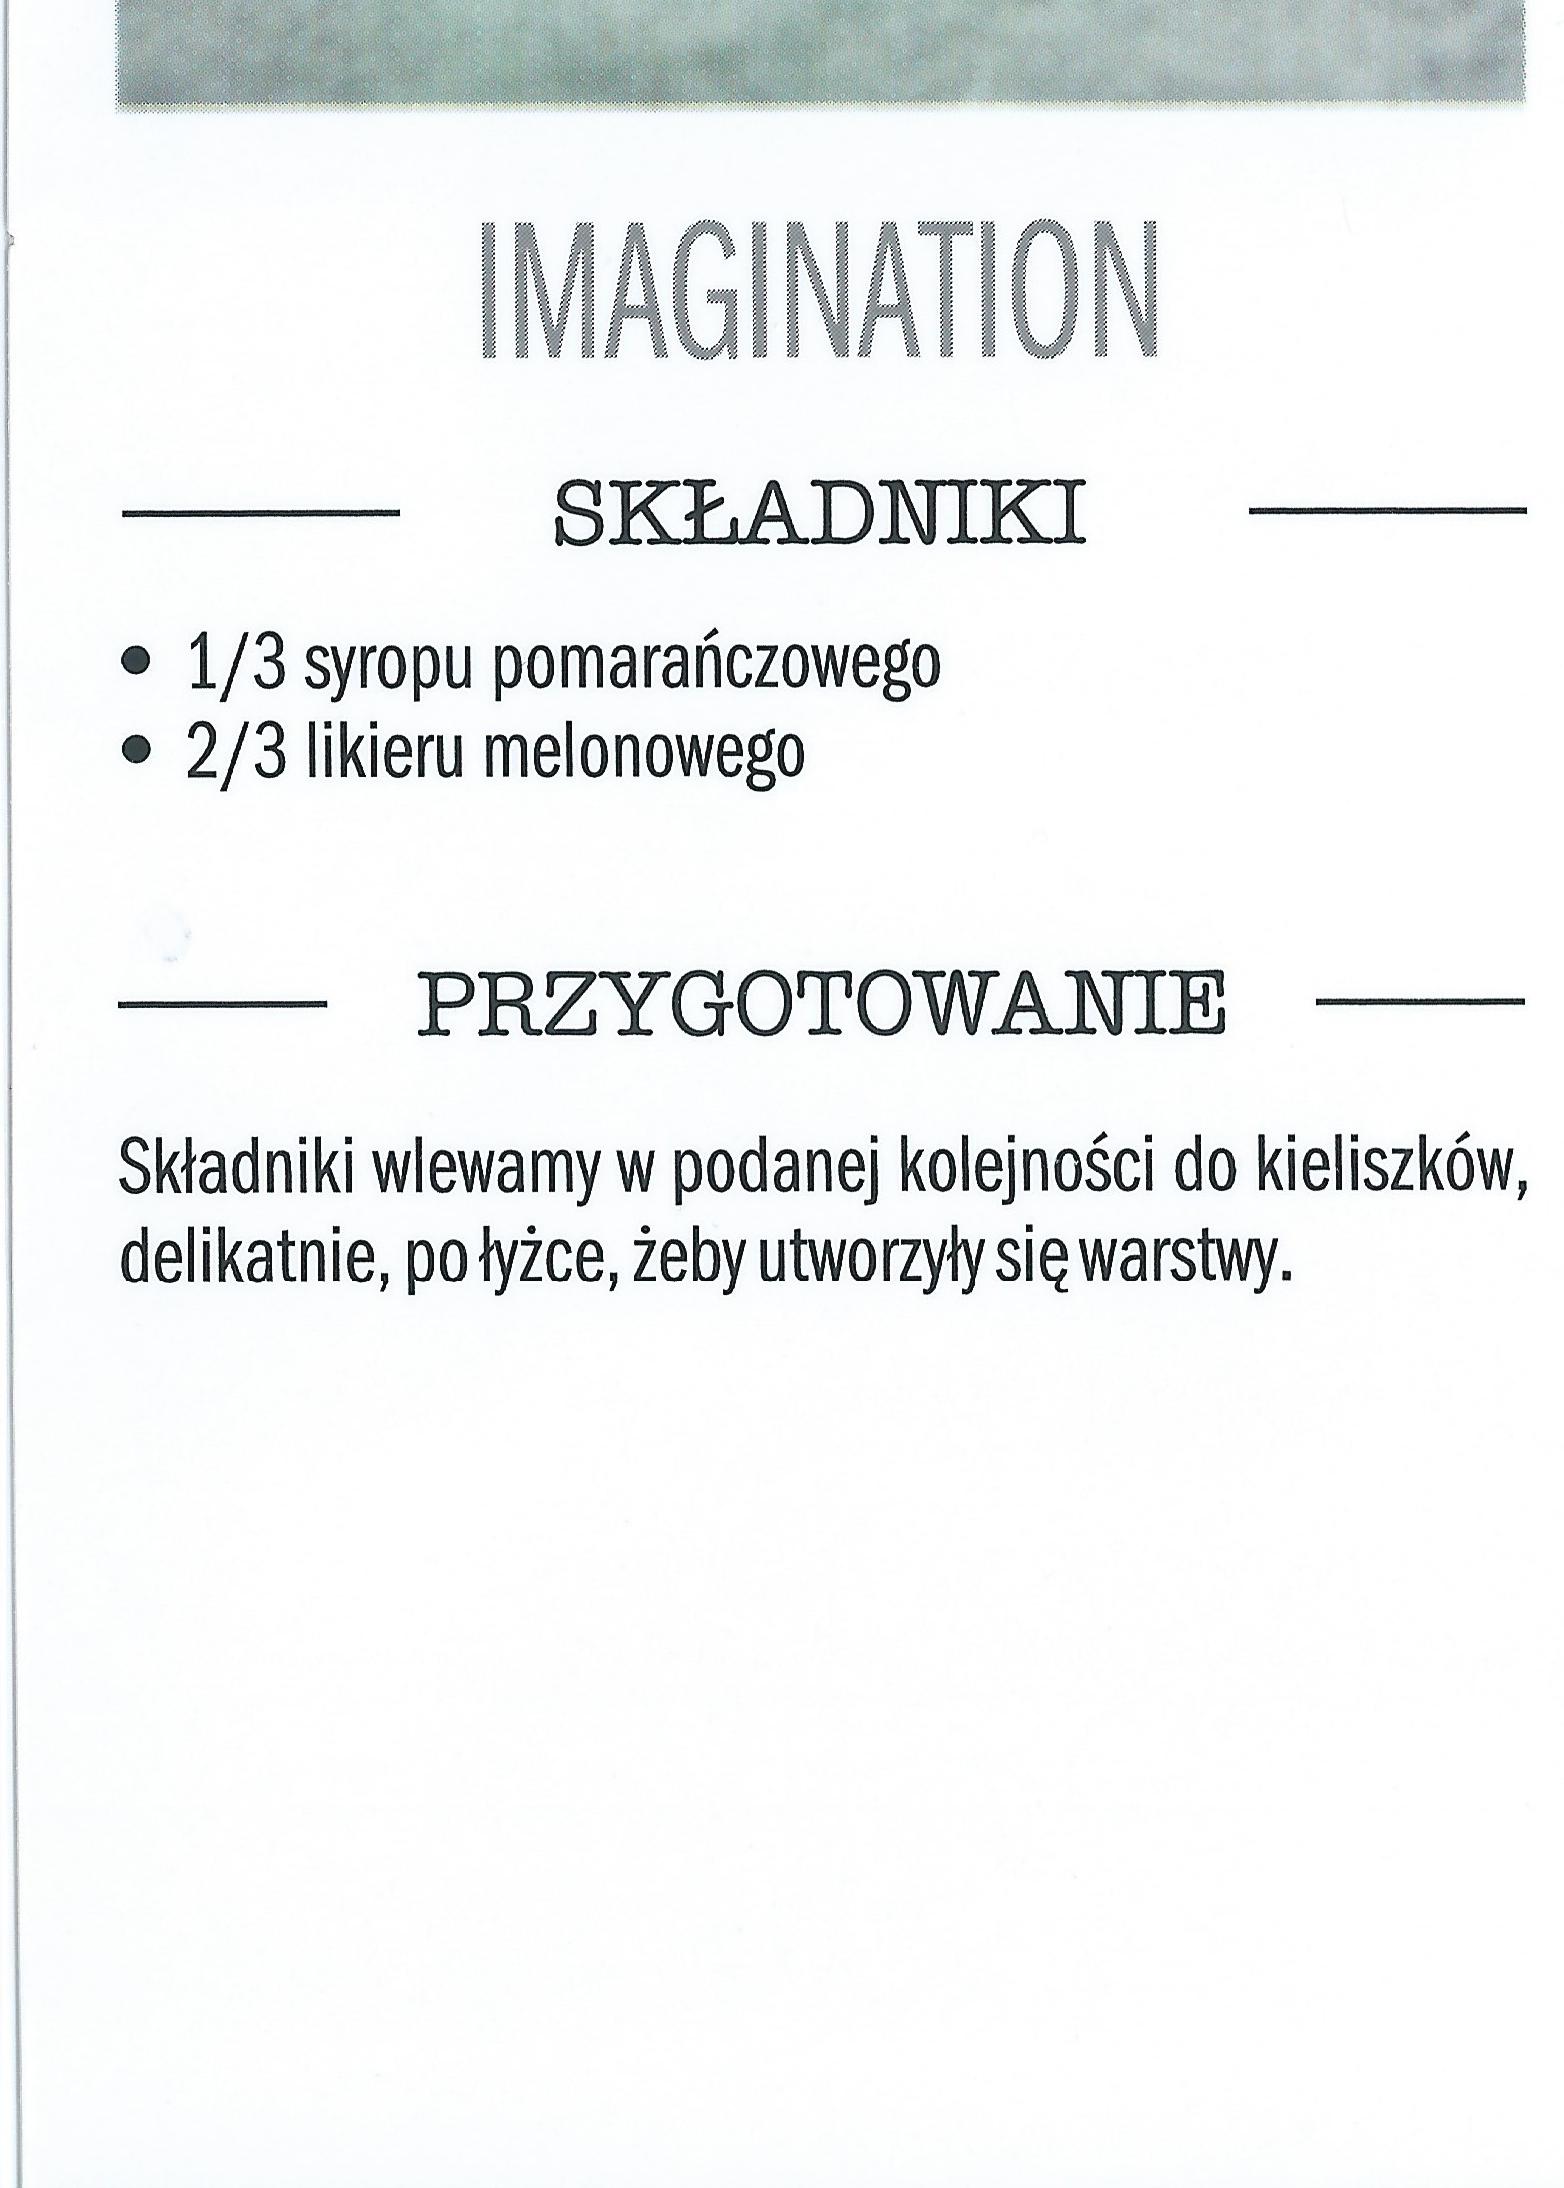 IMAGINATION
SKŁADNIKI
• 1/3 syropu pomarańczowego
• 2/3 likieru melonowego
PRZYGOTOWANIE
Składniki wlewamy w podanej kolejności do kieliszków,
delikatnie, po łyżce, żeby utworzyły się warstwy.